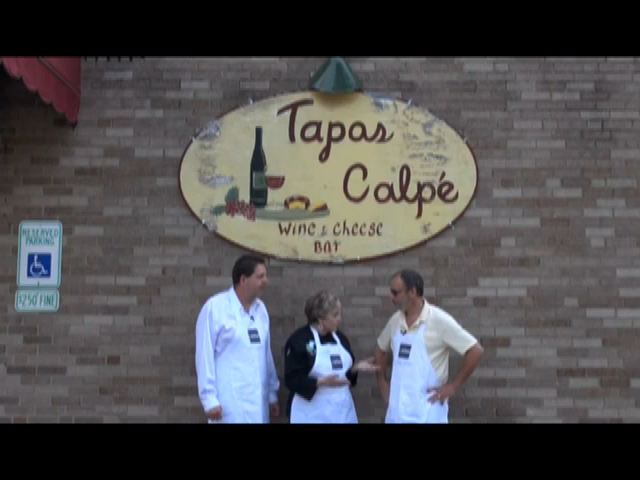 Tapas
Calpé
WINE & CHEESE
BAR
RESERVED
PARKING
$250 FINE